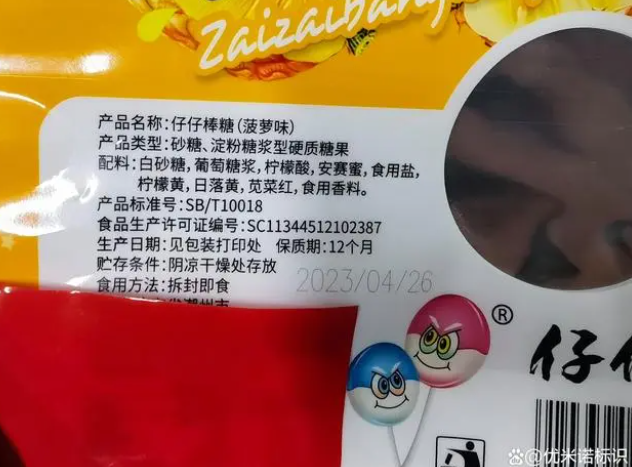 Zaizaibang
产品名称:仔仔棒糖(菠萝味)
产品类型:砂糖、淀粉糖浆型硬质糖果
配料:白砂糖,葡萄糖浆,柠檬酸,安赛蜜,食用盐,
柠檬黄,日落黄,苋菜红,食用香料。
产品标准号:SB/T10018
食品生产许可证编号:SC11344512102387
生产日期:见包装打印处 保质期:12个月
贮存条件:阴凉干燥处存放
2023/04/26
食用方法:拆封即食
®
仔
百度@优米诺标识